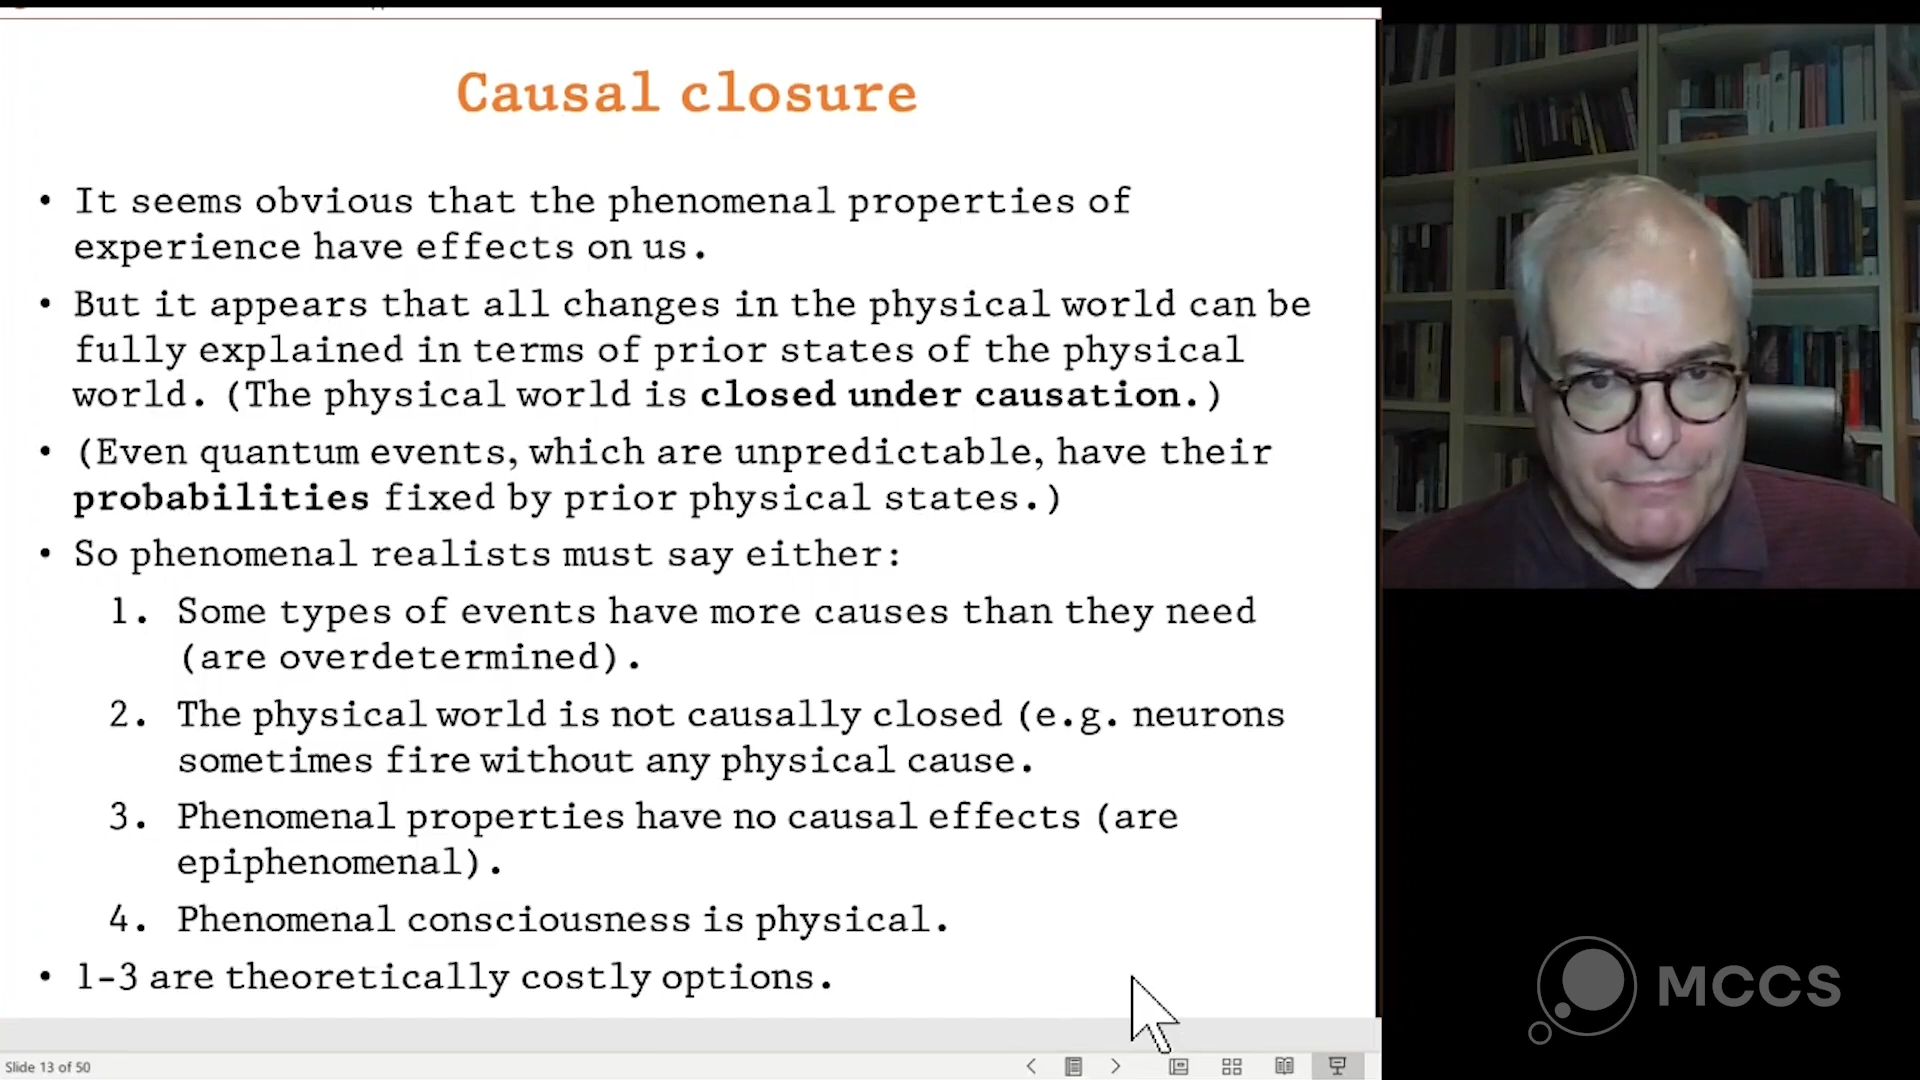 Causal closure
• It seems obvious that the phenomenal properties of
experience have effects on us.
• But it appears that all changes in the physical world can be
fully explained in terms of prior states of the physical
world. (The physical world is closed under causation.)
• (Even quantum events, which are unpredictable, have their
probabilities fixed by prior physical states.)
• So phenomenal realists must say either:
1. Some types of events have more causes than they need
(are overdetermined).
2. The physical world is not causally closed (e.g. neurons
sometimes fire without any physical cause.
3. Phenomenal properties have no causal effects (are
epiphenomenal).
4. Phenomenal consciousness is physical.
• 1-3 are theoretically costly options.
MCCS
Slide 13 of 50